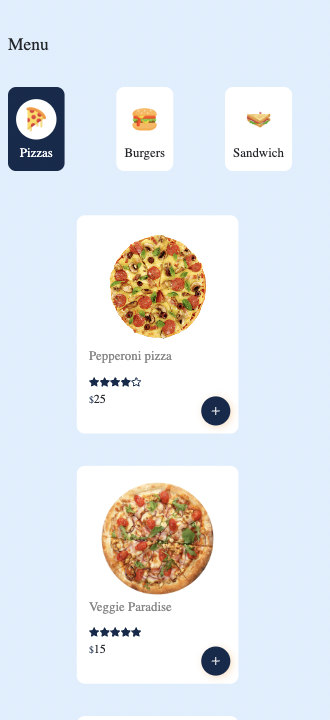 Menu
Pizzas
Burgers
Sandwich
Pepperoni pizza
$25
+
Veggie Paradise
$15
+